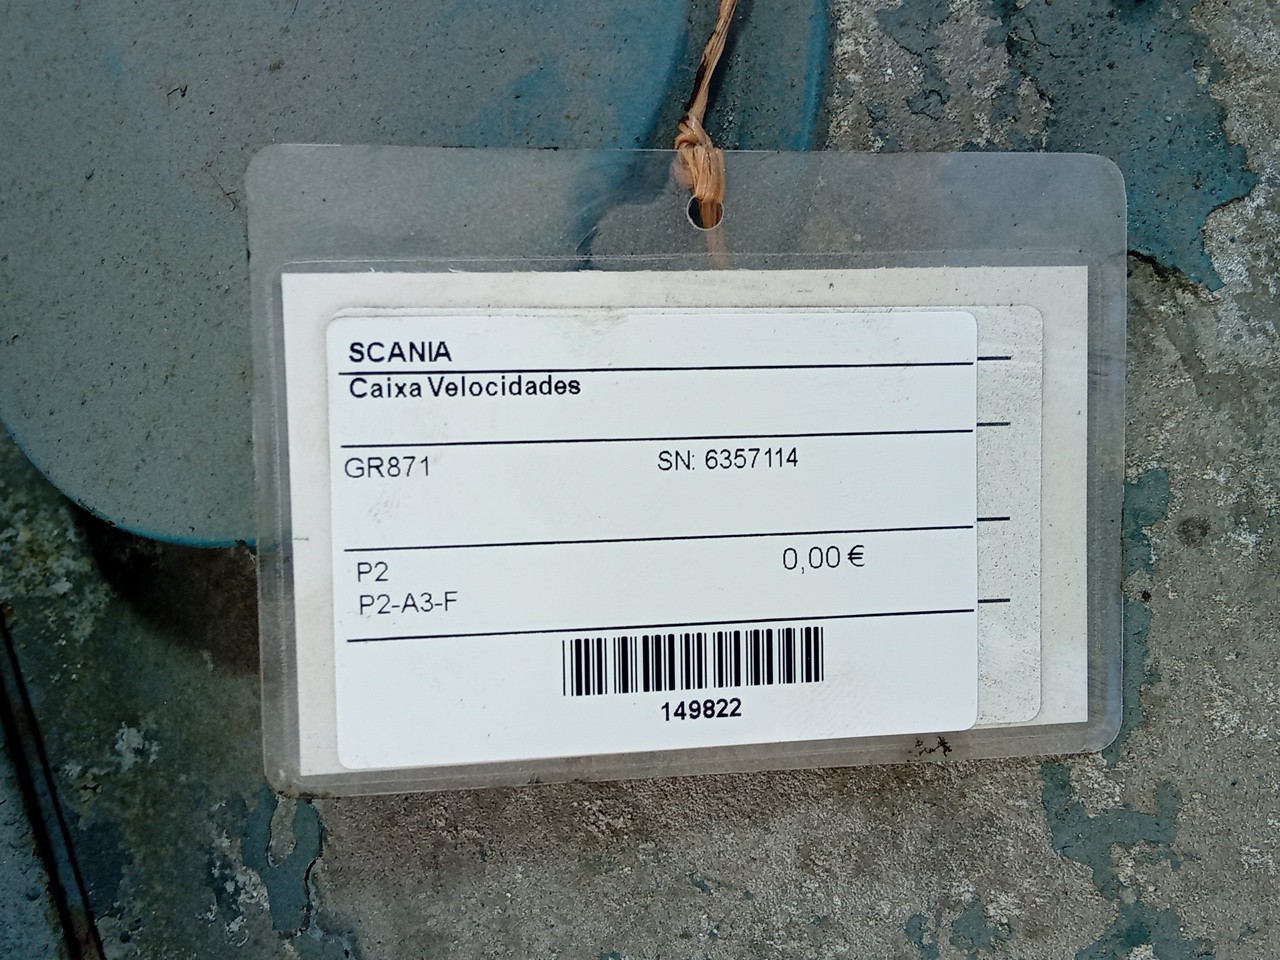 SCANIA
Caixa Velocidades
GR871 SN: 6357114
P2 0,00 €
P2-A3-F
149822